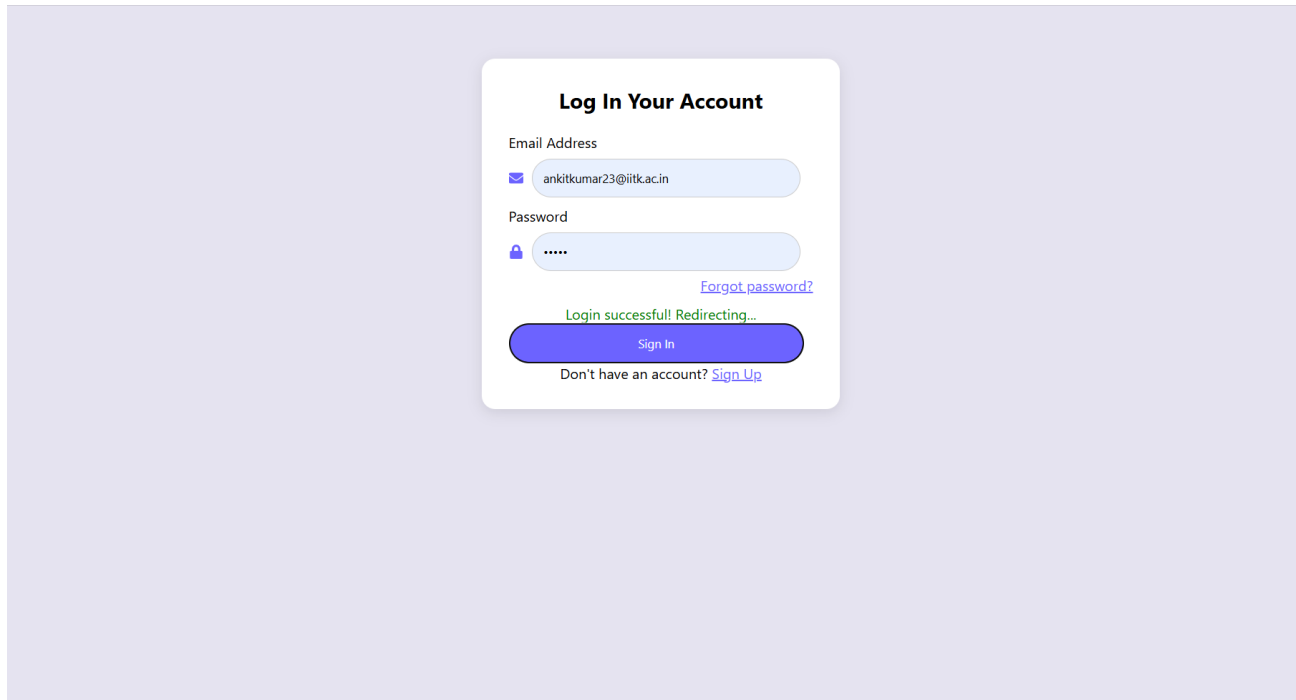 Log In Your Account
Email Address
ankitkumar23@iitk.ac.in
Password
•••••
Forgot password?
Login successful! Redirecting...
Sign In
Don't have an account? Sign Up